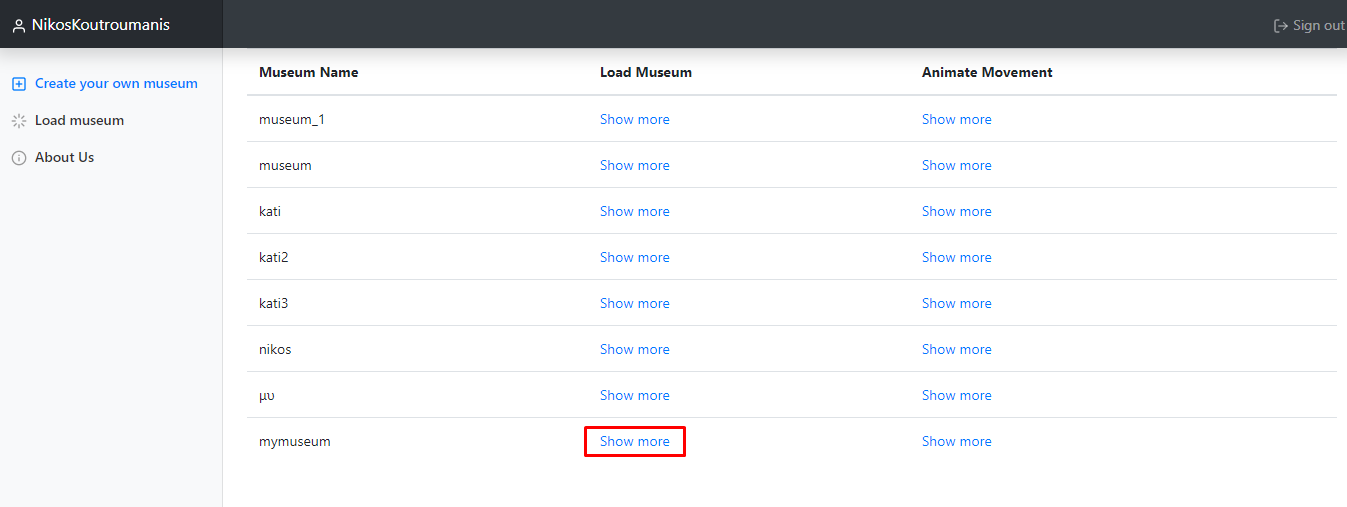 NikosKoutroumanis
Sign out
Create your own museum
Load museum
About Us
Museum Name Load Museum Animate Movement
museum_1 Show more Show more
museum Show more Show more
kati Show more Show more
kati2 Show more Show more
kati3 Show more Show more
nikos Show more Show more
μυ Show more Show more
mymuseum Show more Show more